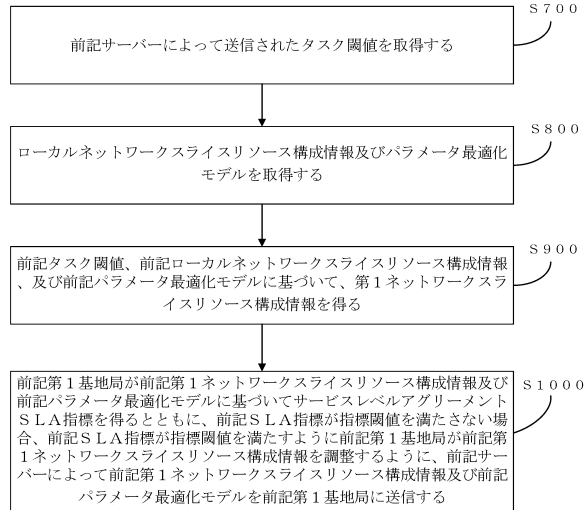 S700
前記サーバーによって送信されたタスク閾値を取得する
S800
ローカルネットワークスライスリソース構成情報及びパラメータ最適化
モデルを取得する
S900
前記タスク閾値、前記ローカルネットワークスライスリソース構成情報
、及び前記パラメータ最適化モデルに基づいて、第1ネットワークスラ
イスリソース構成情報を得る
S1000
前記第1基地局が前記第1ネットワークスライスリソース構成情報及び
前記パラメータ最適化モデルに基づいてサービスレベルアグリーメント
SLA指標を得るとともに、前記SLA指標が指標閾値を満たさない場
合、前記SLA指標が指標閾値を満たすように前記第1基地局が前記第
1ネットワークスライスリソース構成情報を調整するように、前記サー
バーによって前記第1ネットワークスライスリソース構成情報及び前記
パラメータ最適化モデルを前記第1基地局に送信する